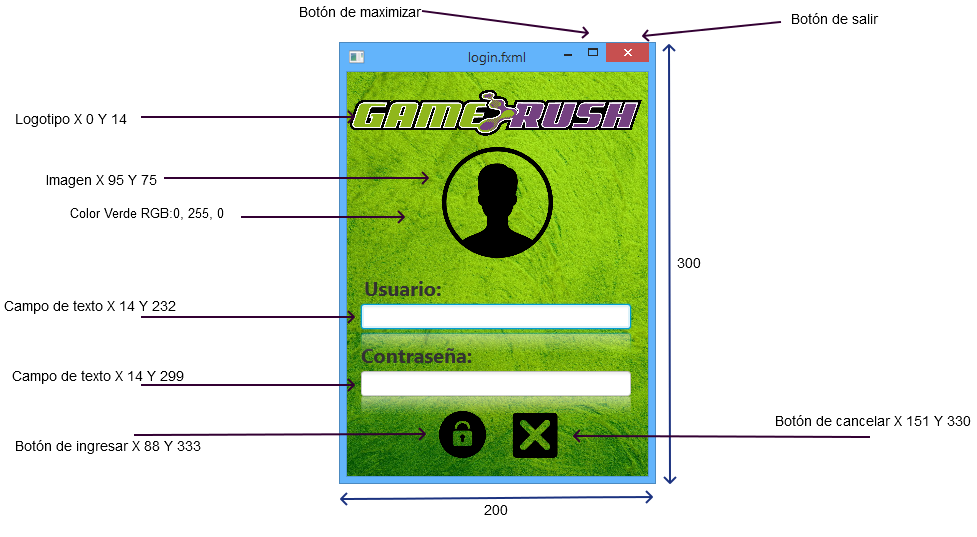 Botón de maximizar
Botón de salir
login.fxml
GAME RUSH
Logotipo X 0 Y 14
Imagen X 95 Y 75
Color Verde RGB:0, 255, 0
300
Usuario:
Campo de texto X 14 Y 232
Contraseña:
Campo de texto X 14 Y 299
Botón de cancelar X 151 Y 330
Botón de ingresar X 88 Y 333
200